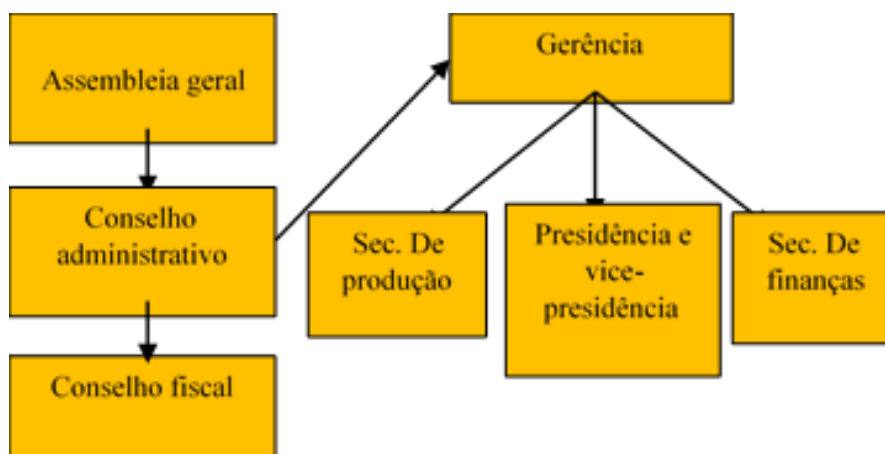 Assembleia geral
Conselho
administrativo
Conselho fiscal
Gerência
Sec. De
produção
Presidência e
vice-
presidência
Sec. De
finanças